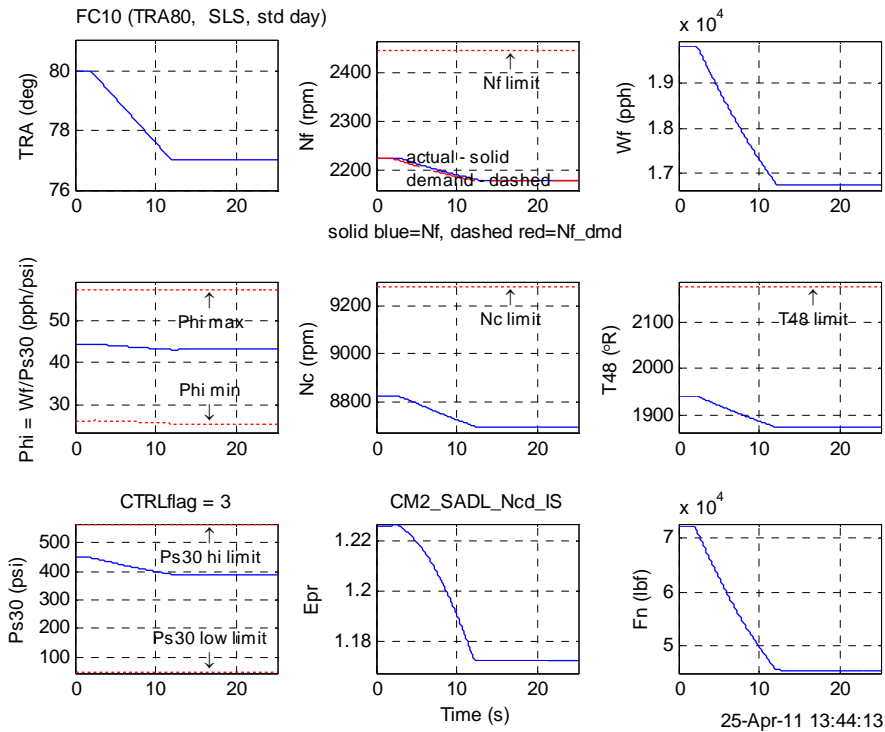 FC10 (TRA80, SLS, std day)
TRA (deg)
80
78
76
0 10 20
Nf (rpm)
2400
2300
2200
↑
Nf limit
actual - solid
demand - dashed
0 10 20
solid blue=Nf, dashed red=Nf_dmd
x 10^4
Wf (pph)
1.9
1.8
1.7
0 10 20
Phi = Wf/Ps30 (pph/psi)
50
40
30
↑
Phi max
Phi min
↑
0 10 20
Nc (rpm)
9200
9000
8800
↑
Nc limit
0 10 20
T48 (°R)
2100
2000
1900
↑
T48 limit
0 10 20
CTRLflag = 3
Ps30 (psi)
500
400
300
200
100
↑
Ps30 hi limit
Ps30 low limit
↑
0 10 20
CM2_SADL_Ncd_IS
Epr
1.22
1.2
1.18
0 10 20
Time (s)
x 10^4
Fn (lbf)
7
6
5
0 10 20
25-Apr-11 13:44:13